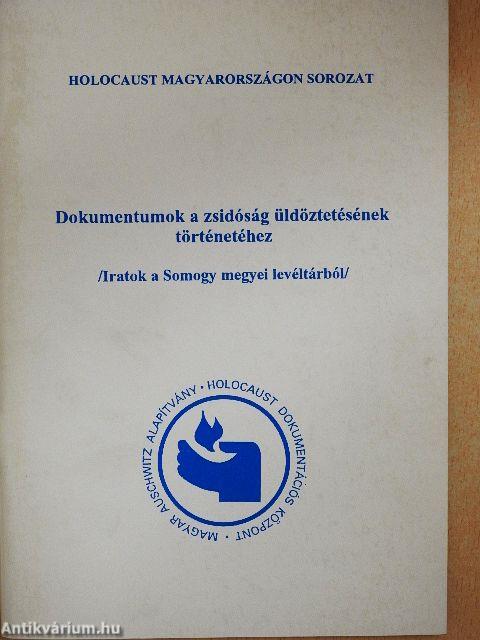 HOLOCAUST MAGYARORSZÁGON SOROZAT
Dokumentumok a zsidóság üldöztetésének
történetéhez
/Iratok a Somogy megyei levéltárból/
MAGYAR AUSCHWITZ ALAPÍTVÁNY · HOLOCAUST DOKUMENTÁCIÓS KÖZPONT ·
Antikvárium.hu